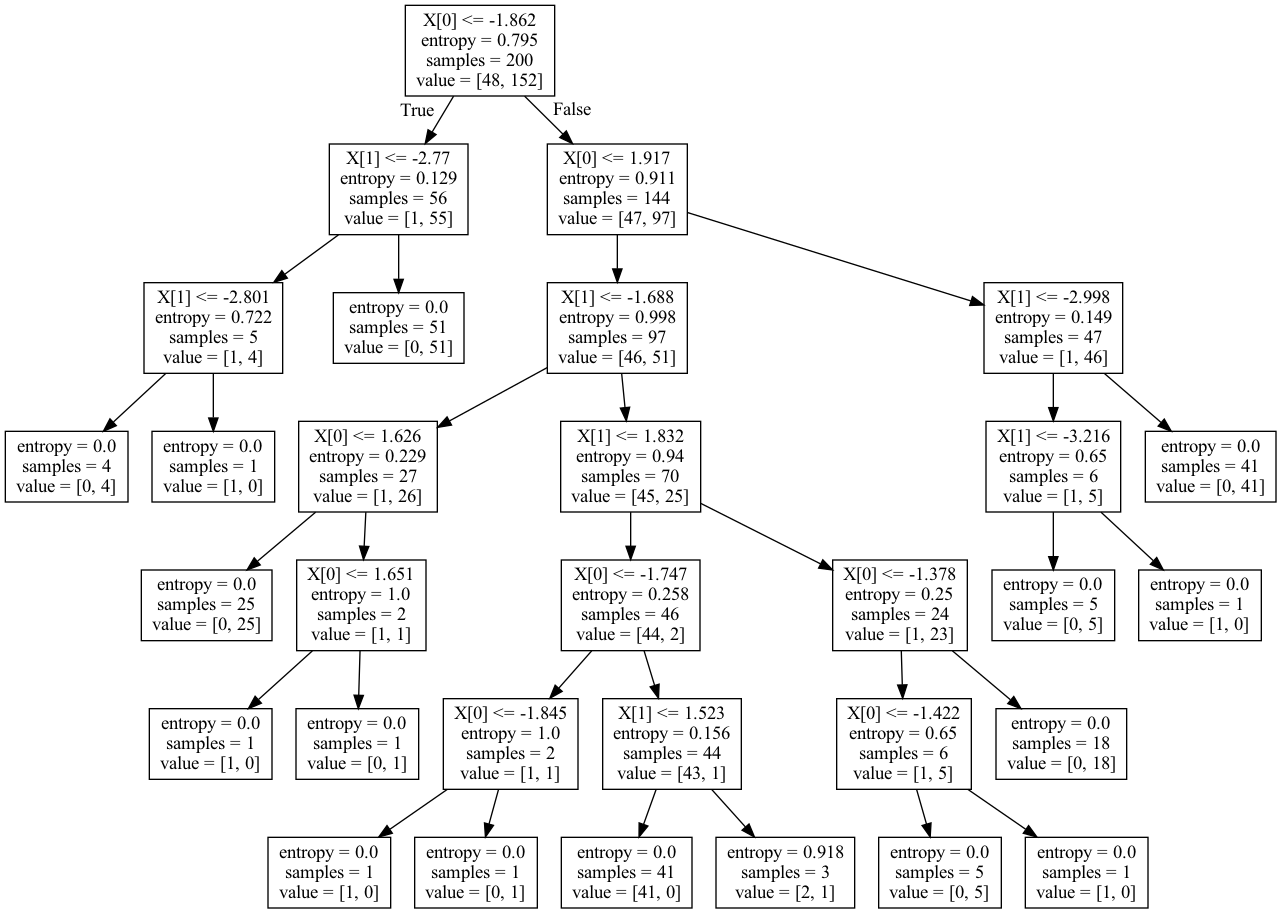 X[0] <= -1.862
entropy = 0.795
samples = 200
value = [48, 152]
True
False
X[1] <= -2.77
entropy = 0.129
samples = 56
value = [1, 55]
X[0] <= 1.917
entropy = 0.911
samples = 144
value = [47, 97]
X[1] <= -2.801
entropy = 0.722
samples = 5
value = [1, 4]
entropy = 0.0
samples = 51
value = [0, 51]
X[1] <= -1.688
entropy = 0.998
samples = 97
value = [46, 51]
X[1] <= -2.998
entropy = 0.149
samples = 47
value = [1, 46]
entropy = 0.0
samples = 4
value = [0, 4]
entropy = 0.0
samples = 1
value = [1, 0]
X[0] <= 1.626
entropy = 0.229
samples = 27
value = [1, 26]
X[1] <= 1.832
entropy = 0.94
samples = 70
value = [45, 25]
X[1] <= -3.216
entropy = 0.65
samples = 6
value = [1, 5]
entropy = 0.0
samples = 41
value = [0, 41]
entropy = 0.0
samples = 25
value = [0, 25]
X[0] <= 1.651
entropy = 1.0
samples = 2
value = [1, 1]
X[0] <= -1.747
entropy = 0.258
samples = 46
value = [44, 2]
X[0] <= -1.378
entropy = 0.25
samples = 24
value = [1, 23]
entropy = 0.0
samples = 5
value = [0, 5]
entropy = 0.0
samples = 1
value = [1, 0]
entropy = 0.0
samples = 1
value = [1, 0]
entropy = 0.0
samples = 1
value = [0, 1]
X[0] <= -1.845
entropy = 1.0
samples = 2
value = [1, 1]
X[1] <= 1.523
entropy = 0.156
samples = 44
value = [43, 1]
X[0] <= -1.422
entropy = 0.65
samples = 6
value = [1, 5]
entropy = 0.0
samples = 18
value = [0, 18]
entropy = 0.0
samples = 1
value = [1, 0]
entropy = 0.0
samples = 1
value = [0, 1]
entropy = 0.0
samples = 41
value = [41, 0]
entropy = 0.918
samples = 3
value = [2, 1]
entropy = 0.0
samples = 5
value = [0, 5]
entropy = 0.0
samples = 1
value = [1, 0]